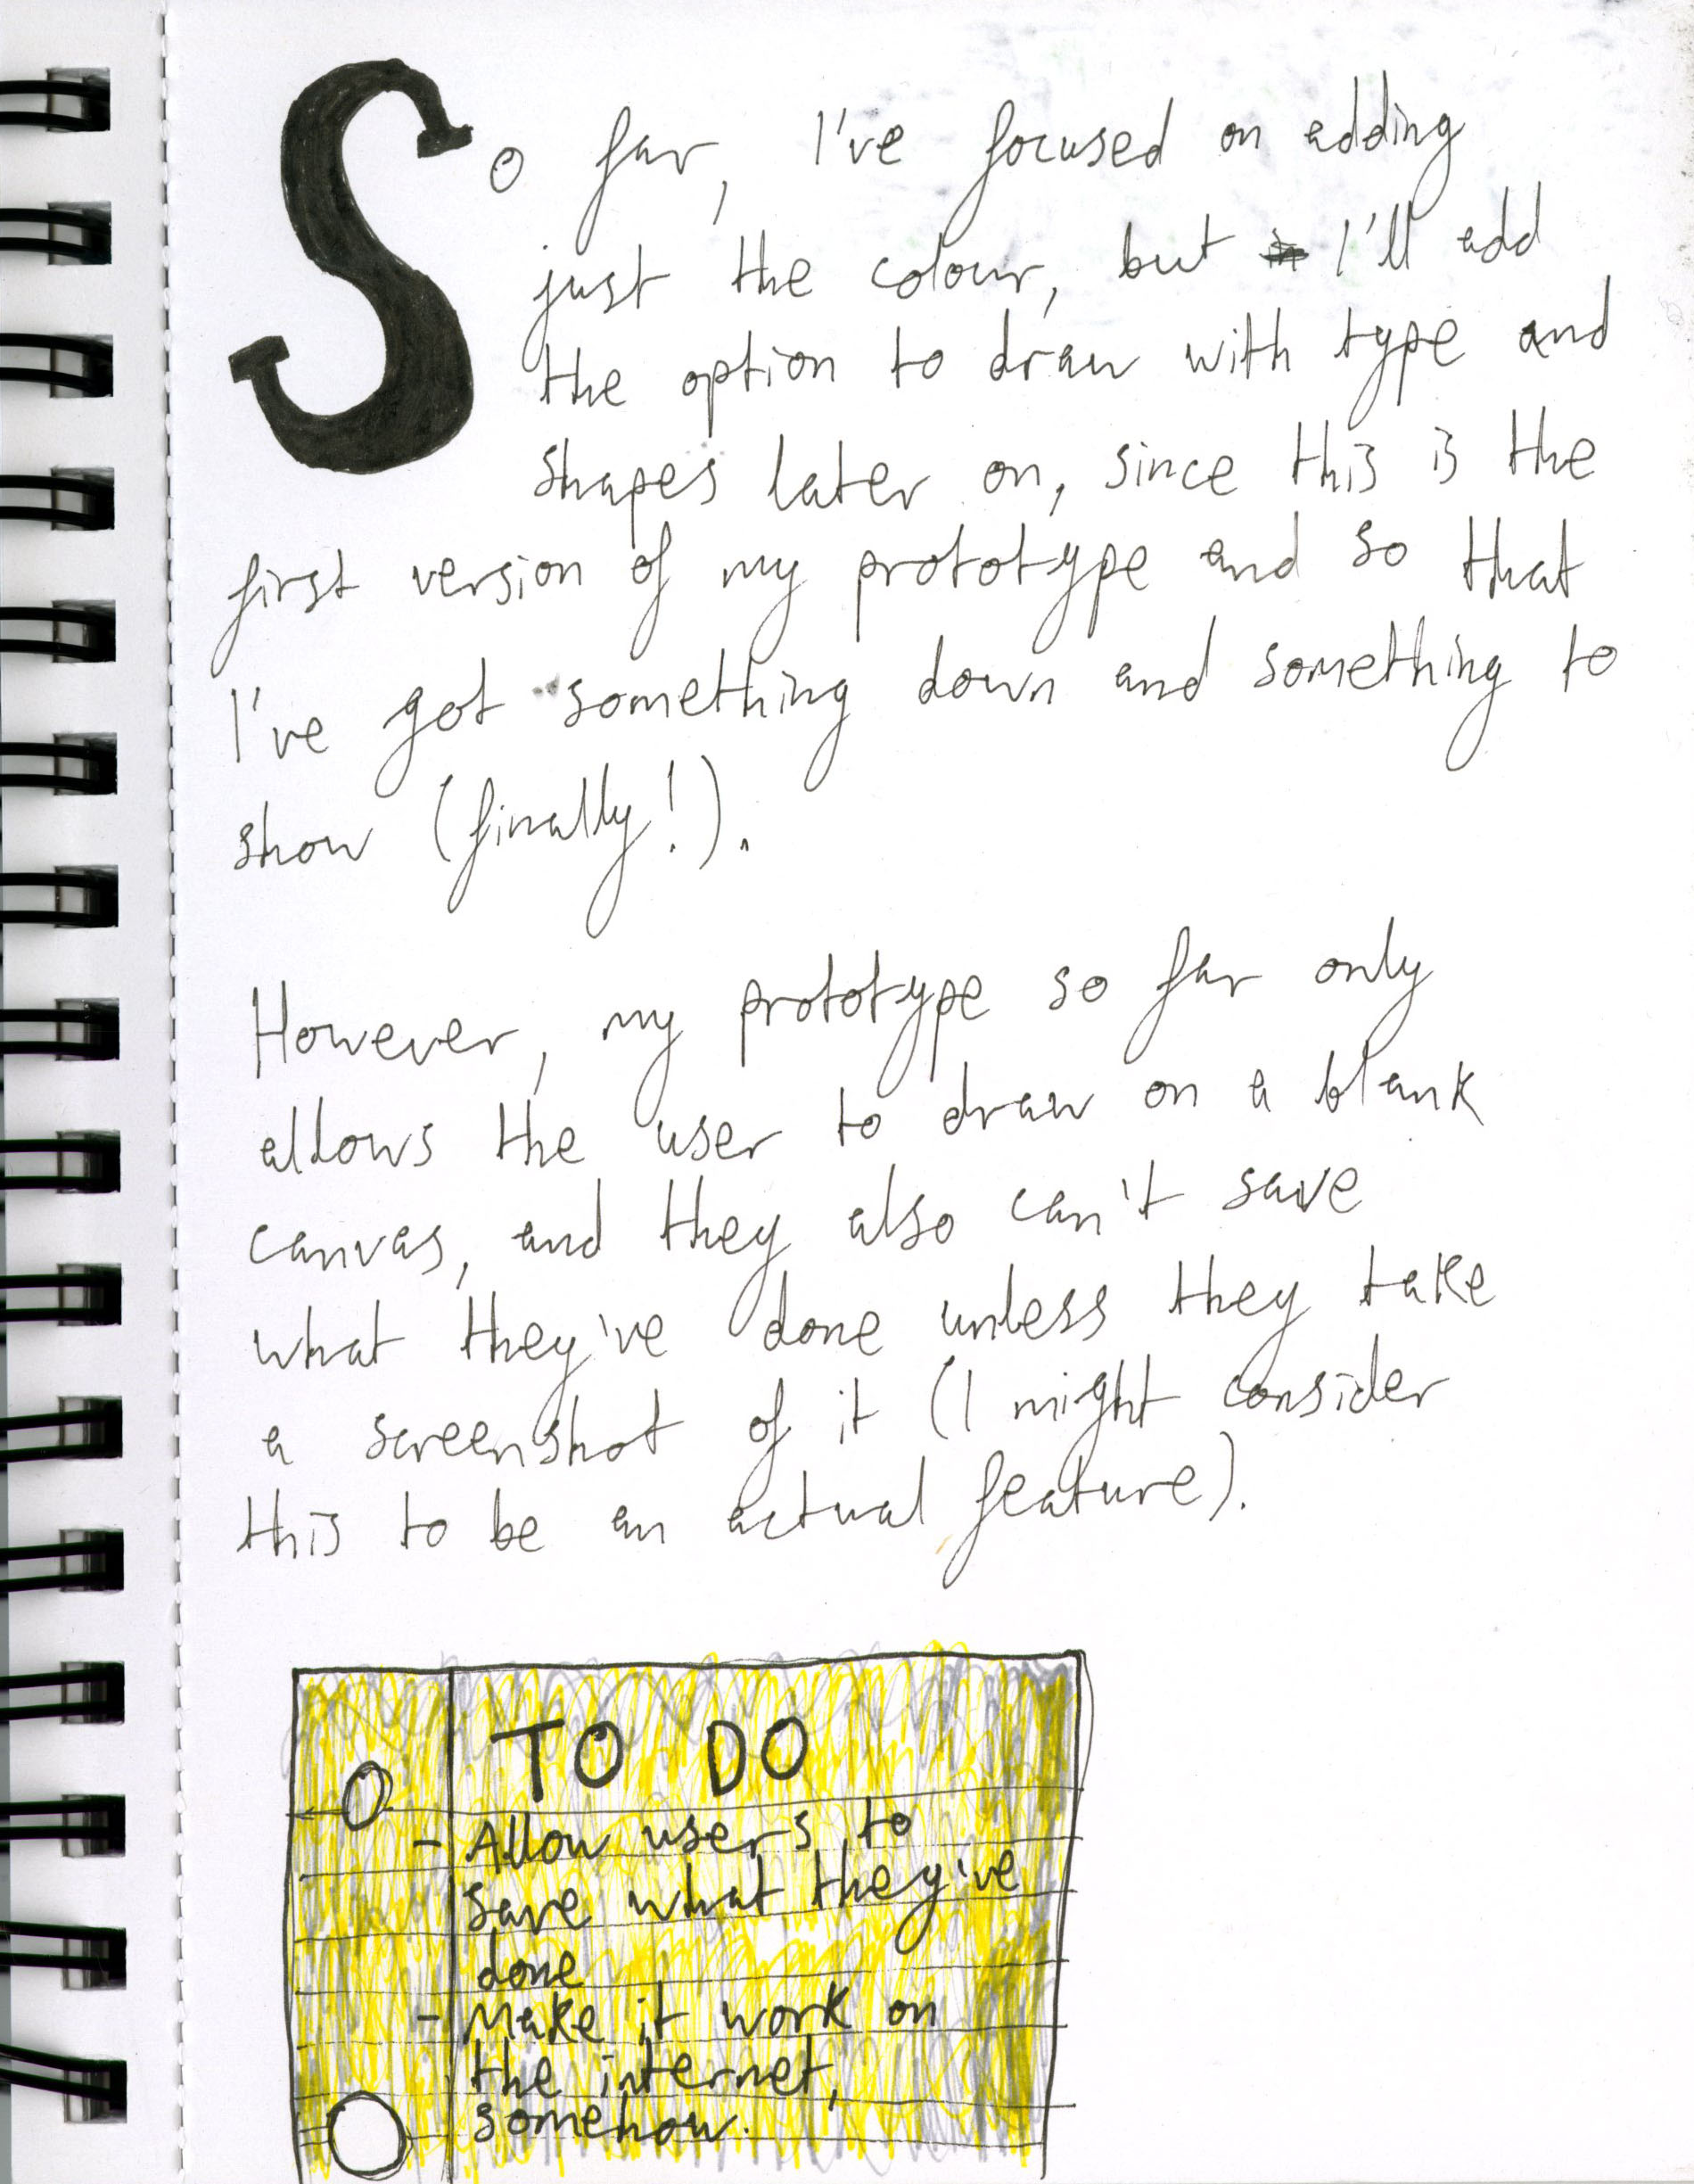 So far, I've focused on adding
just the colour, but I'll add
the option to draw with type and
shapes later on, since this is the
first version of my prototype and so that
I've got something down and something to
show (finally!).
However, my prototype so far only
allows the user to draw on a blank
canvas, and they also can't save
what they've done unless they take
a screenshot of it (I might consider
this to be an actual feature).
TO DO
- Allow users to
save what they've
done
- Make it work on
the internet,
somehow.